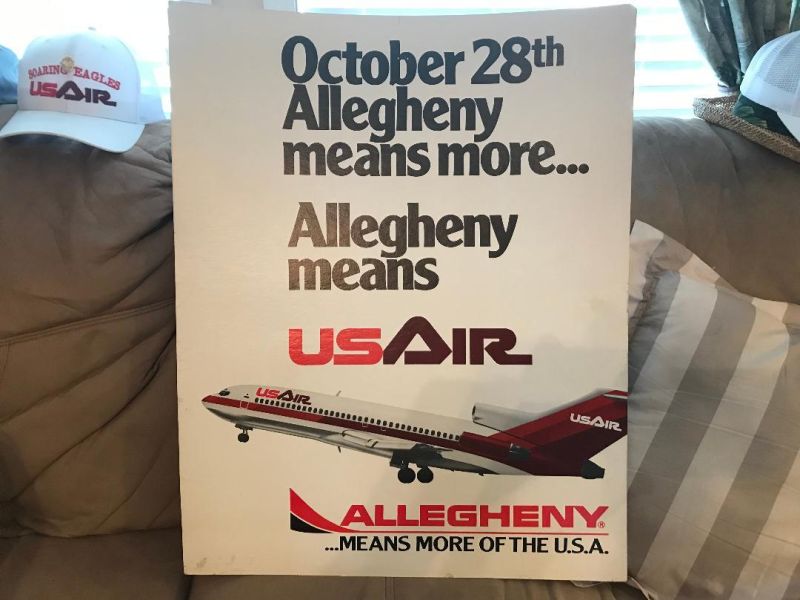 SOARING EAGLES
USAIR
October 28th
Allegheny
means more...
Allegheny
means
USAIR
USAIR
USAIR
ALLEGHENY®
...MEANS MORE OF THE U.S.A.